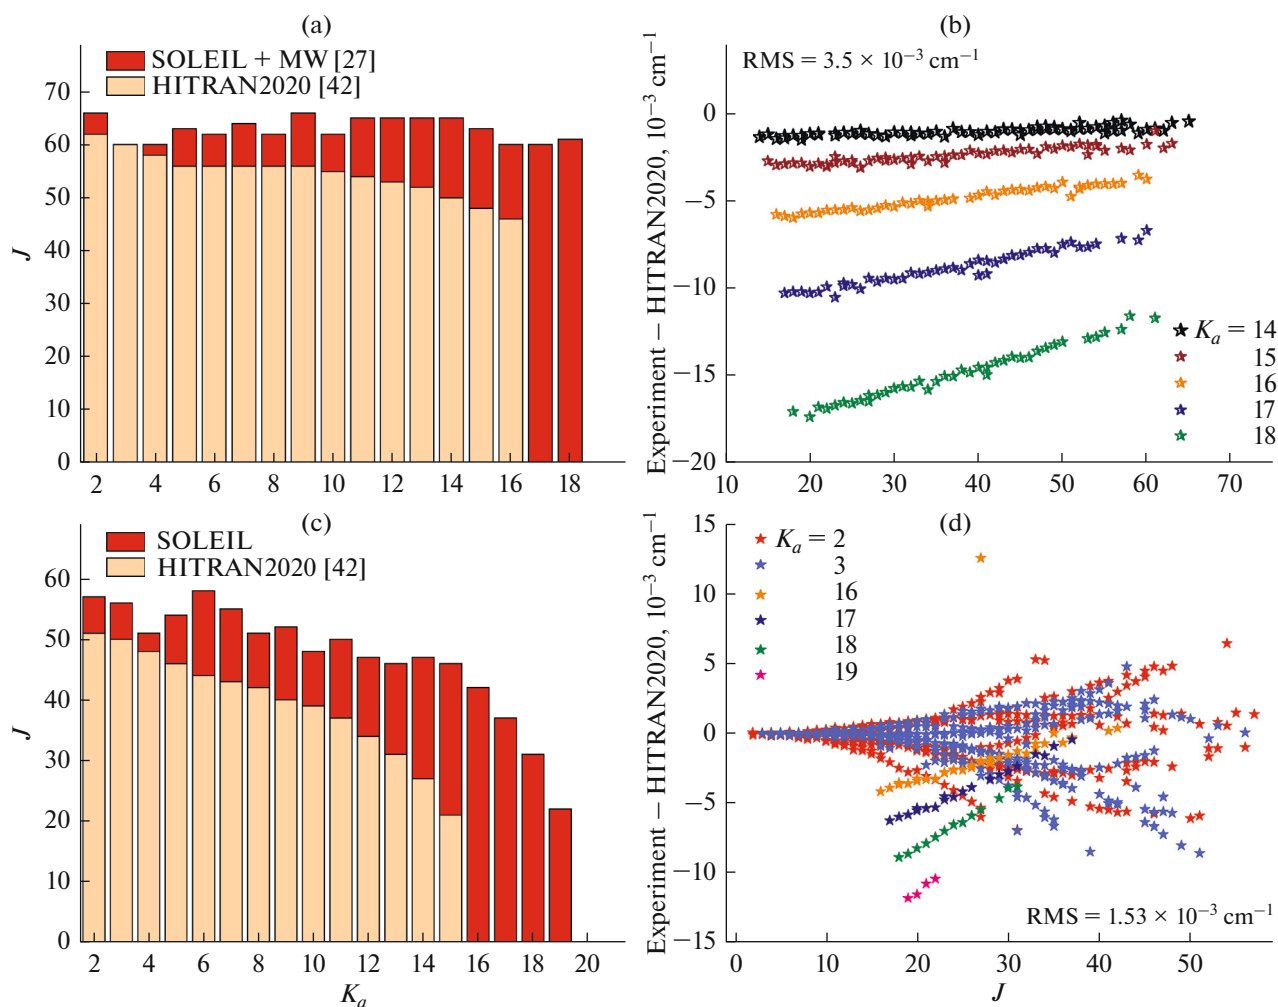 (a)
SOLEIL + MW [27]
HITRAN2020 [42]
70
60
50
40
30
20
10
0
J
2 4 6 8 10 12 14 16 18
(b)
RMS = 3.5 × 10⁻³ cm⁻¹
Experiment − HITRAN2020, 10⁻³ cm⁻¹
0
−5
−10
−15
−20
Kₐ = 14
15
16
17
18
10 20 30 40 50 60 70
(c)
SOLEIL
HITRAN2020 [42]
60
50
40
30
20
10
0
J
2 4 6 8 10 12 14 16 18 20
Kₐ
(d)
Experiment − HITRAN2020, 10⁻³ cm⁻¹
15
10
5
0
−5
−10
−15
Kₐ = 2
3
16
17
18
19
RMS = 1.53 × 10⁻³ cm⁻¹
0 10 20 30 40 50
J